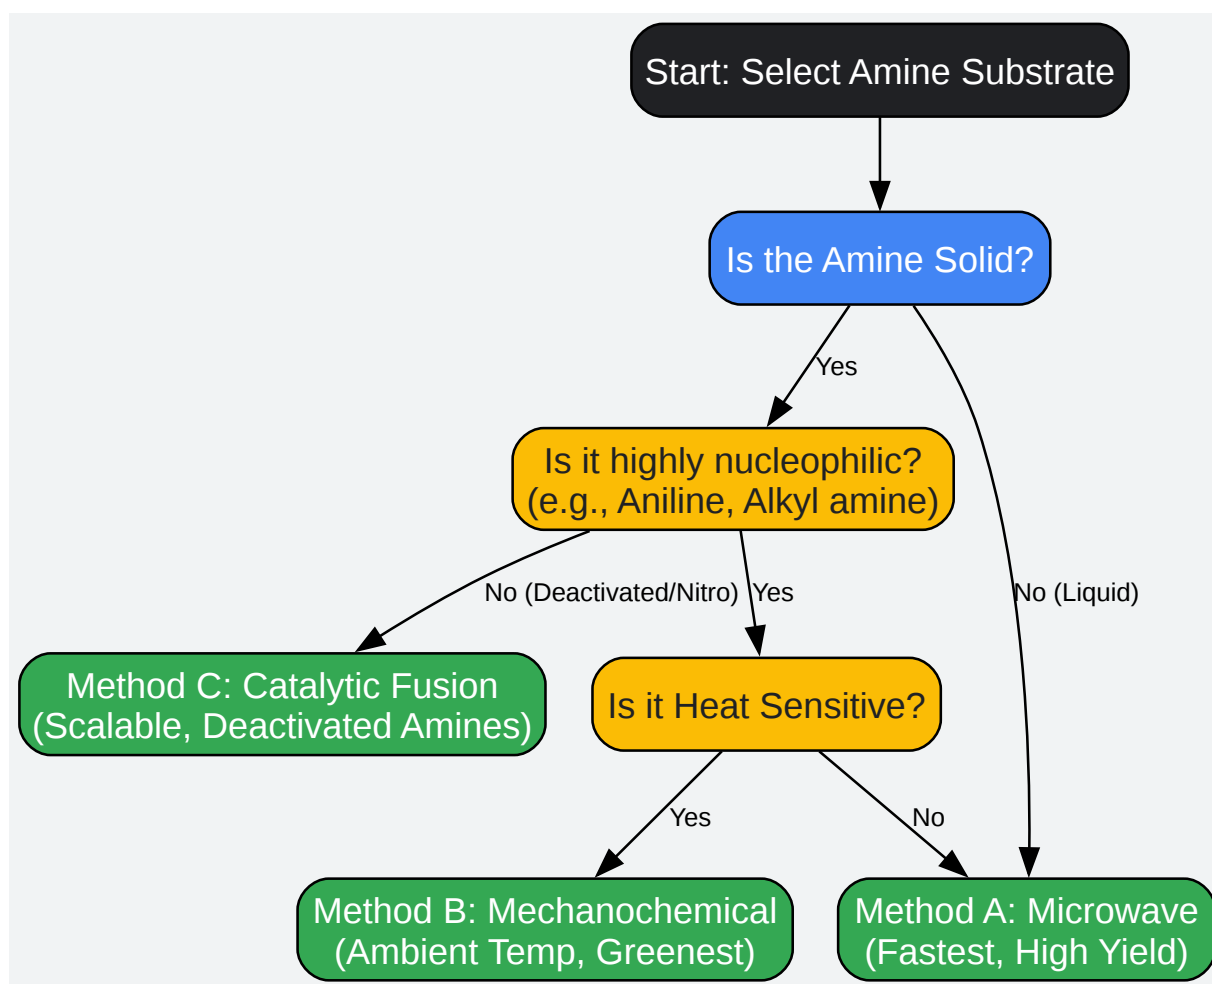 Start: Select Amine Substrate
Is the Amine Solid?
Yes
Is it highly nucleophilic?
(e.g., Aniline, Alkyl amine)
No (Deactivated/Nitro)
Yes
No (Liquid)
Method C: Catalytic Fusion
(Scalable, Deactivated Amines)
Is it Heat Sensitive?
Yes
No
Method B: Mechanochemical
(Ambient Temp, Greenest)
Method A: Microwave
(Fastest, High Yield)